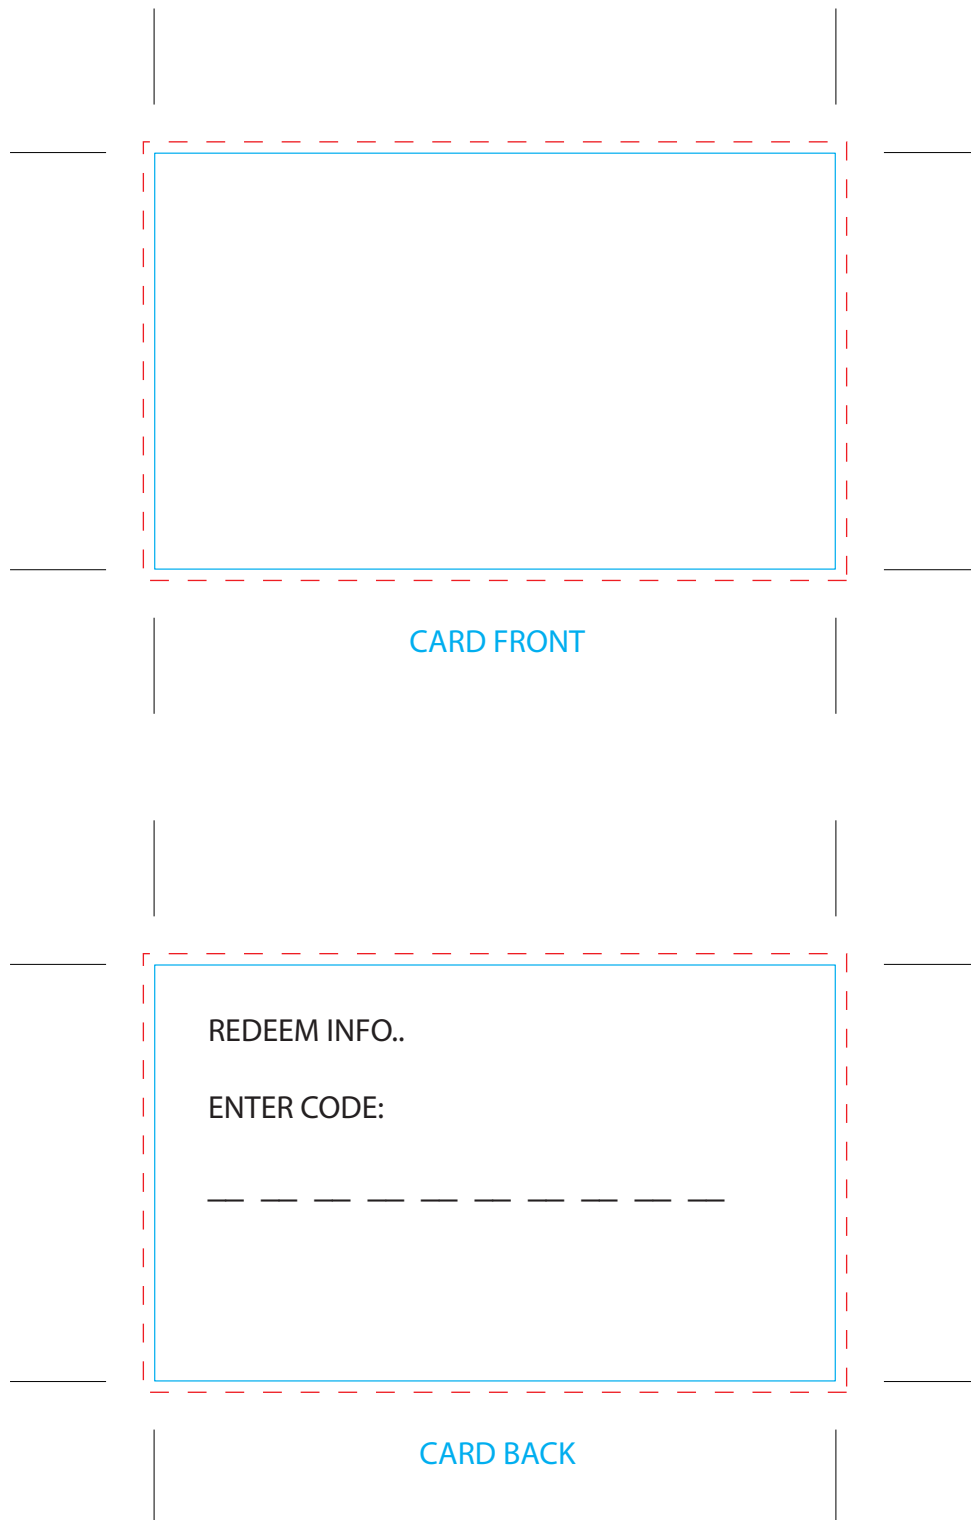 CARD FRONT
REDEEM INFO..
ENTER CODE:
__ __ __ __ __ __ __ __ __ __
CARD BACK